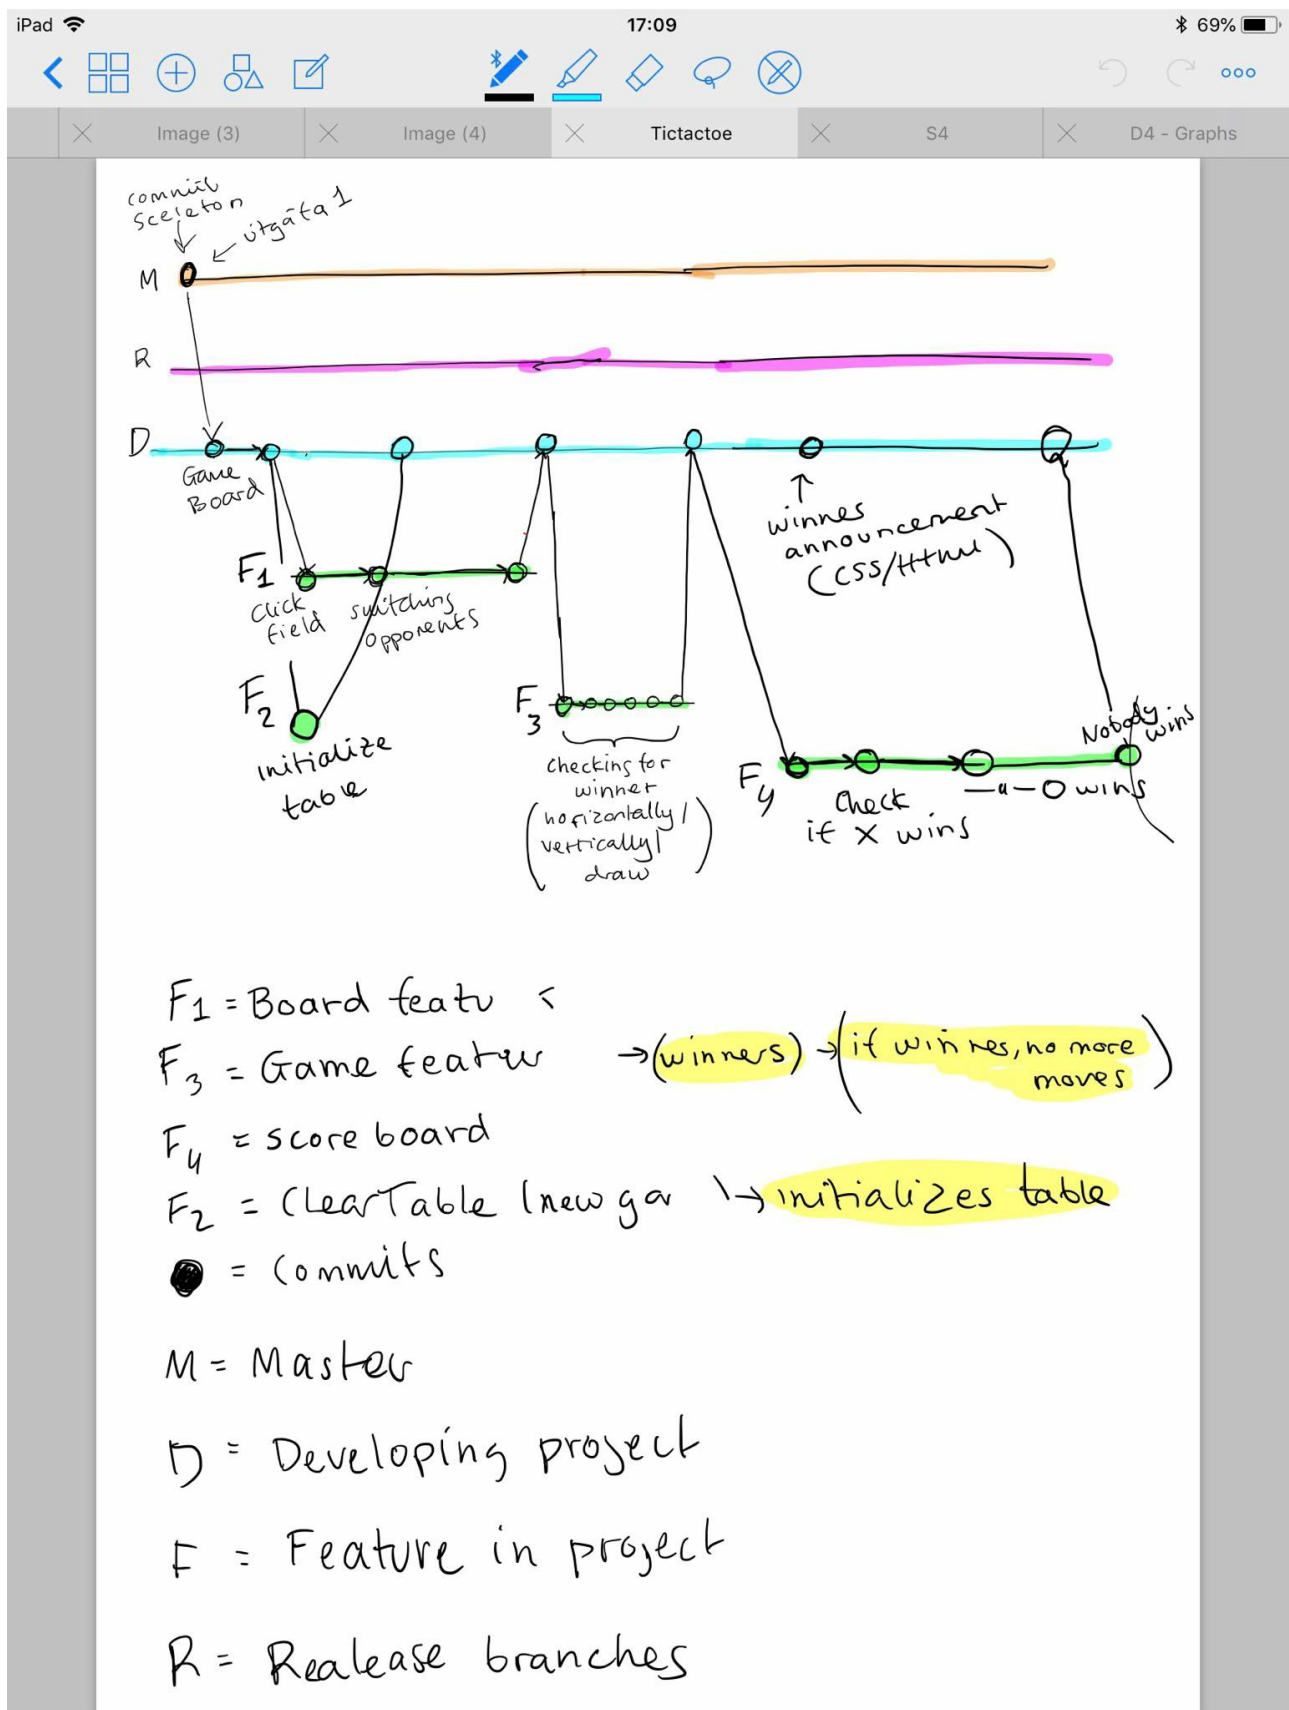 iPad
17:09
69%
Image (3)
Image (4)
Tictactoe
S4
D4 - Graphs
commit
Sceleton
útgáta 1
M
R
D
Game
Board
winnes
announcement
(CSS/Html)
F1
Click
field
switching
opponents
F2
initialize
table
F3
checking for
winner
(horizontally/
vertically/
draw)
F4
Check
if X wins
—"— O wins
Nobody
wins
F1 = Board featu
F3 = Game featur → (winners) → (if winnes, no more
moves)
F4 = score board
F2 = ClearTable (new ga → initializes table
= Commits
M = Master
D = Developing project
F = Feature in project
R = Realease branches